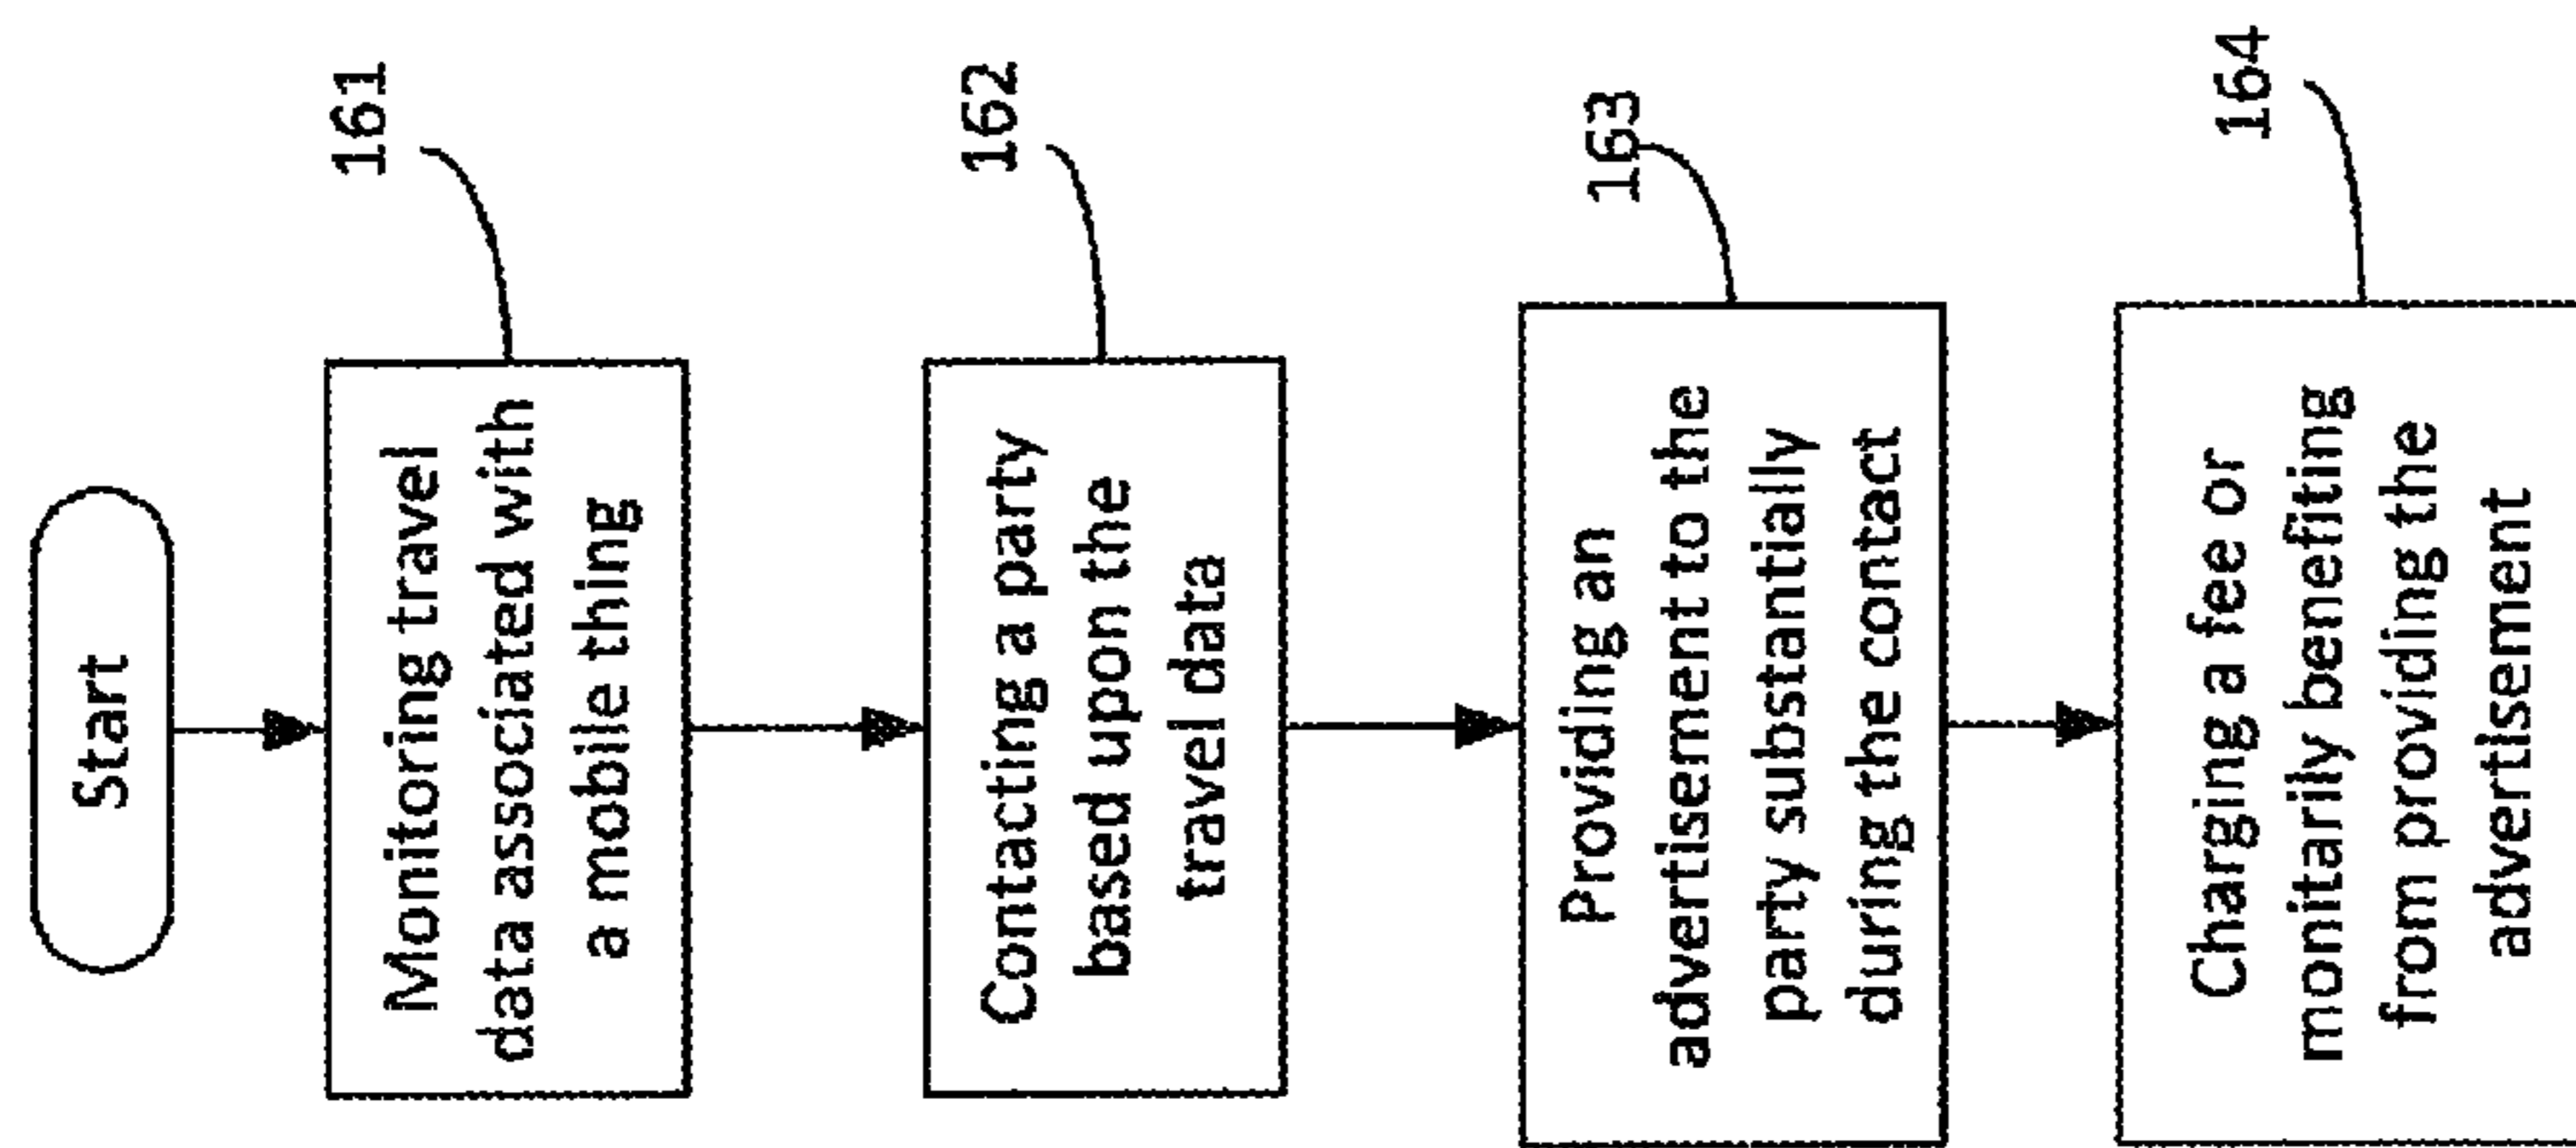 Start
161
Monitoring travel
data associated with
a mobile thing
162
Contacting a party
based upon the
travel data
163
Providing an
advertisement to the
party substantially
during the contact
164
Charging a fee or
monitarily benefiting
from providing the
advertisement